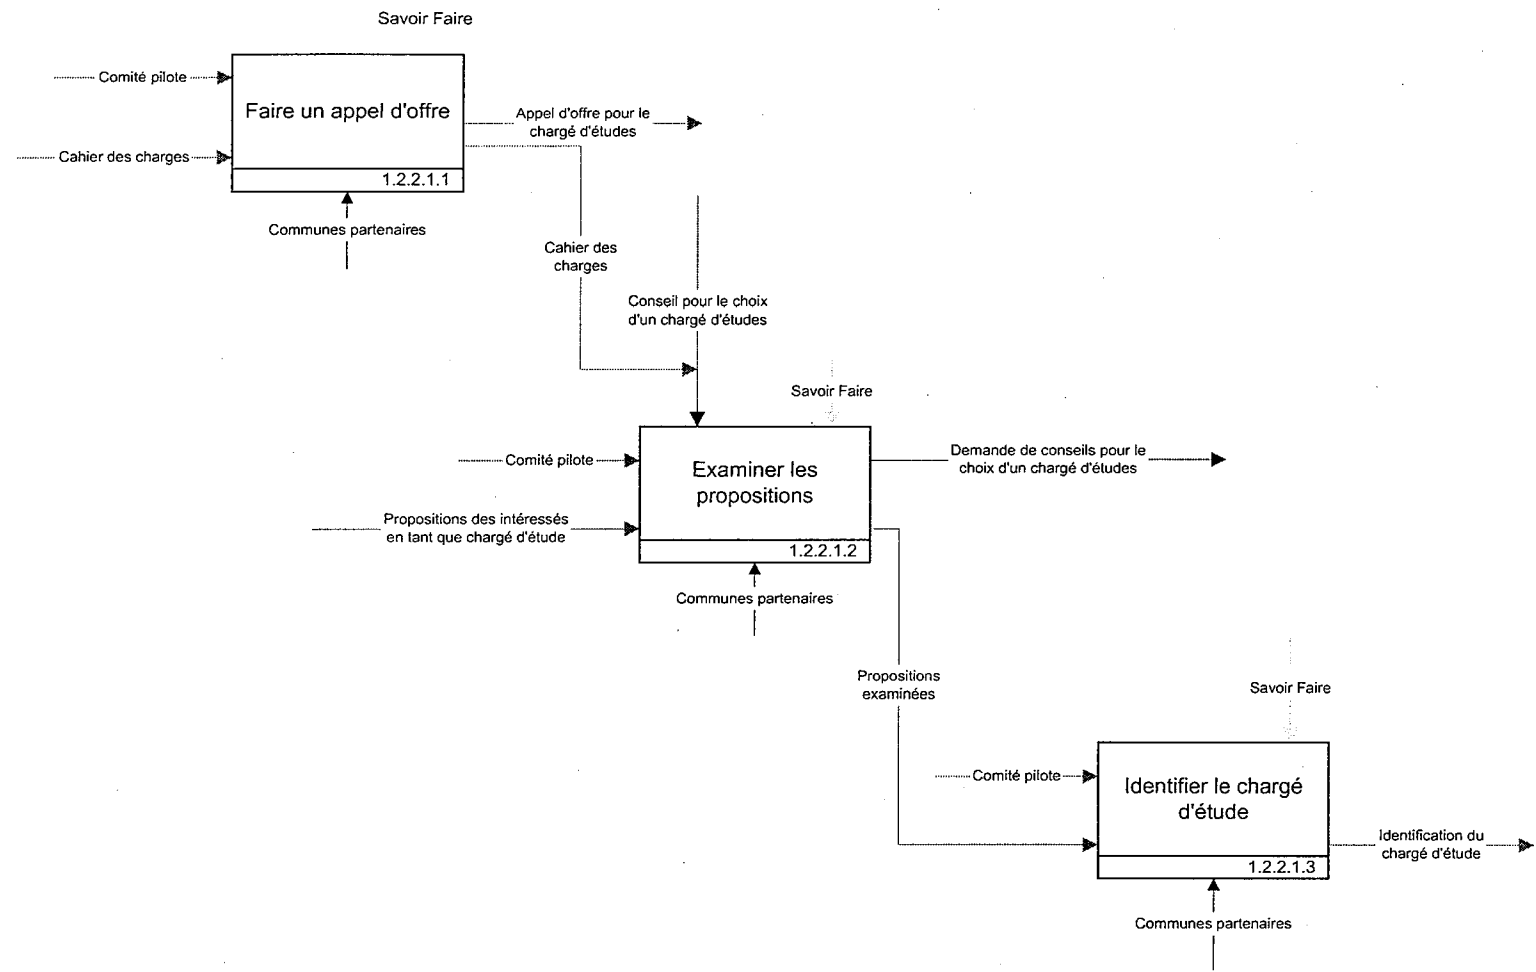 Savoir Faire
Comité pilote
Faire un appel d'offre
Appel d'offre pour le
chargé d'études
Cahier des charges
1.2.2.1.1
Communes partenaires
Cahier des
charges
Conseil pour le choix
d'un chargé d'études
Savoir Faire
Comité pilote
Examiner les
propositions
Demande de conseils pour le
choix d'un chargé d'études
Propositions des intéressés
en tant que chargé d'étude
1.2.2.1.2
Communes partenaires
Propositions
examinées
Savoir Faire
Comité pilote
Identifier le chargé
d'étude
Identification du
chargé d'étude
1.2.2.1.3
Communes partenaires